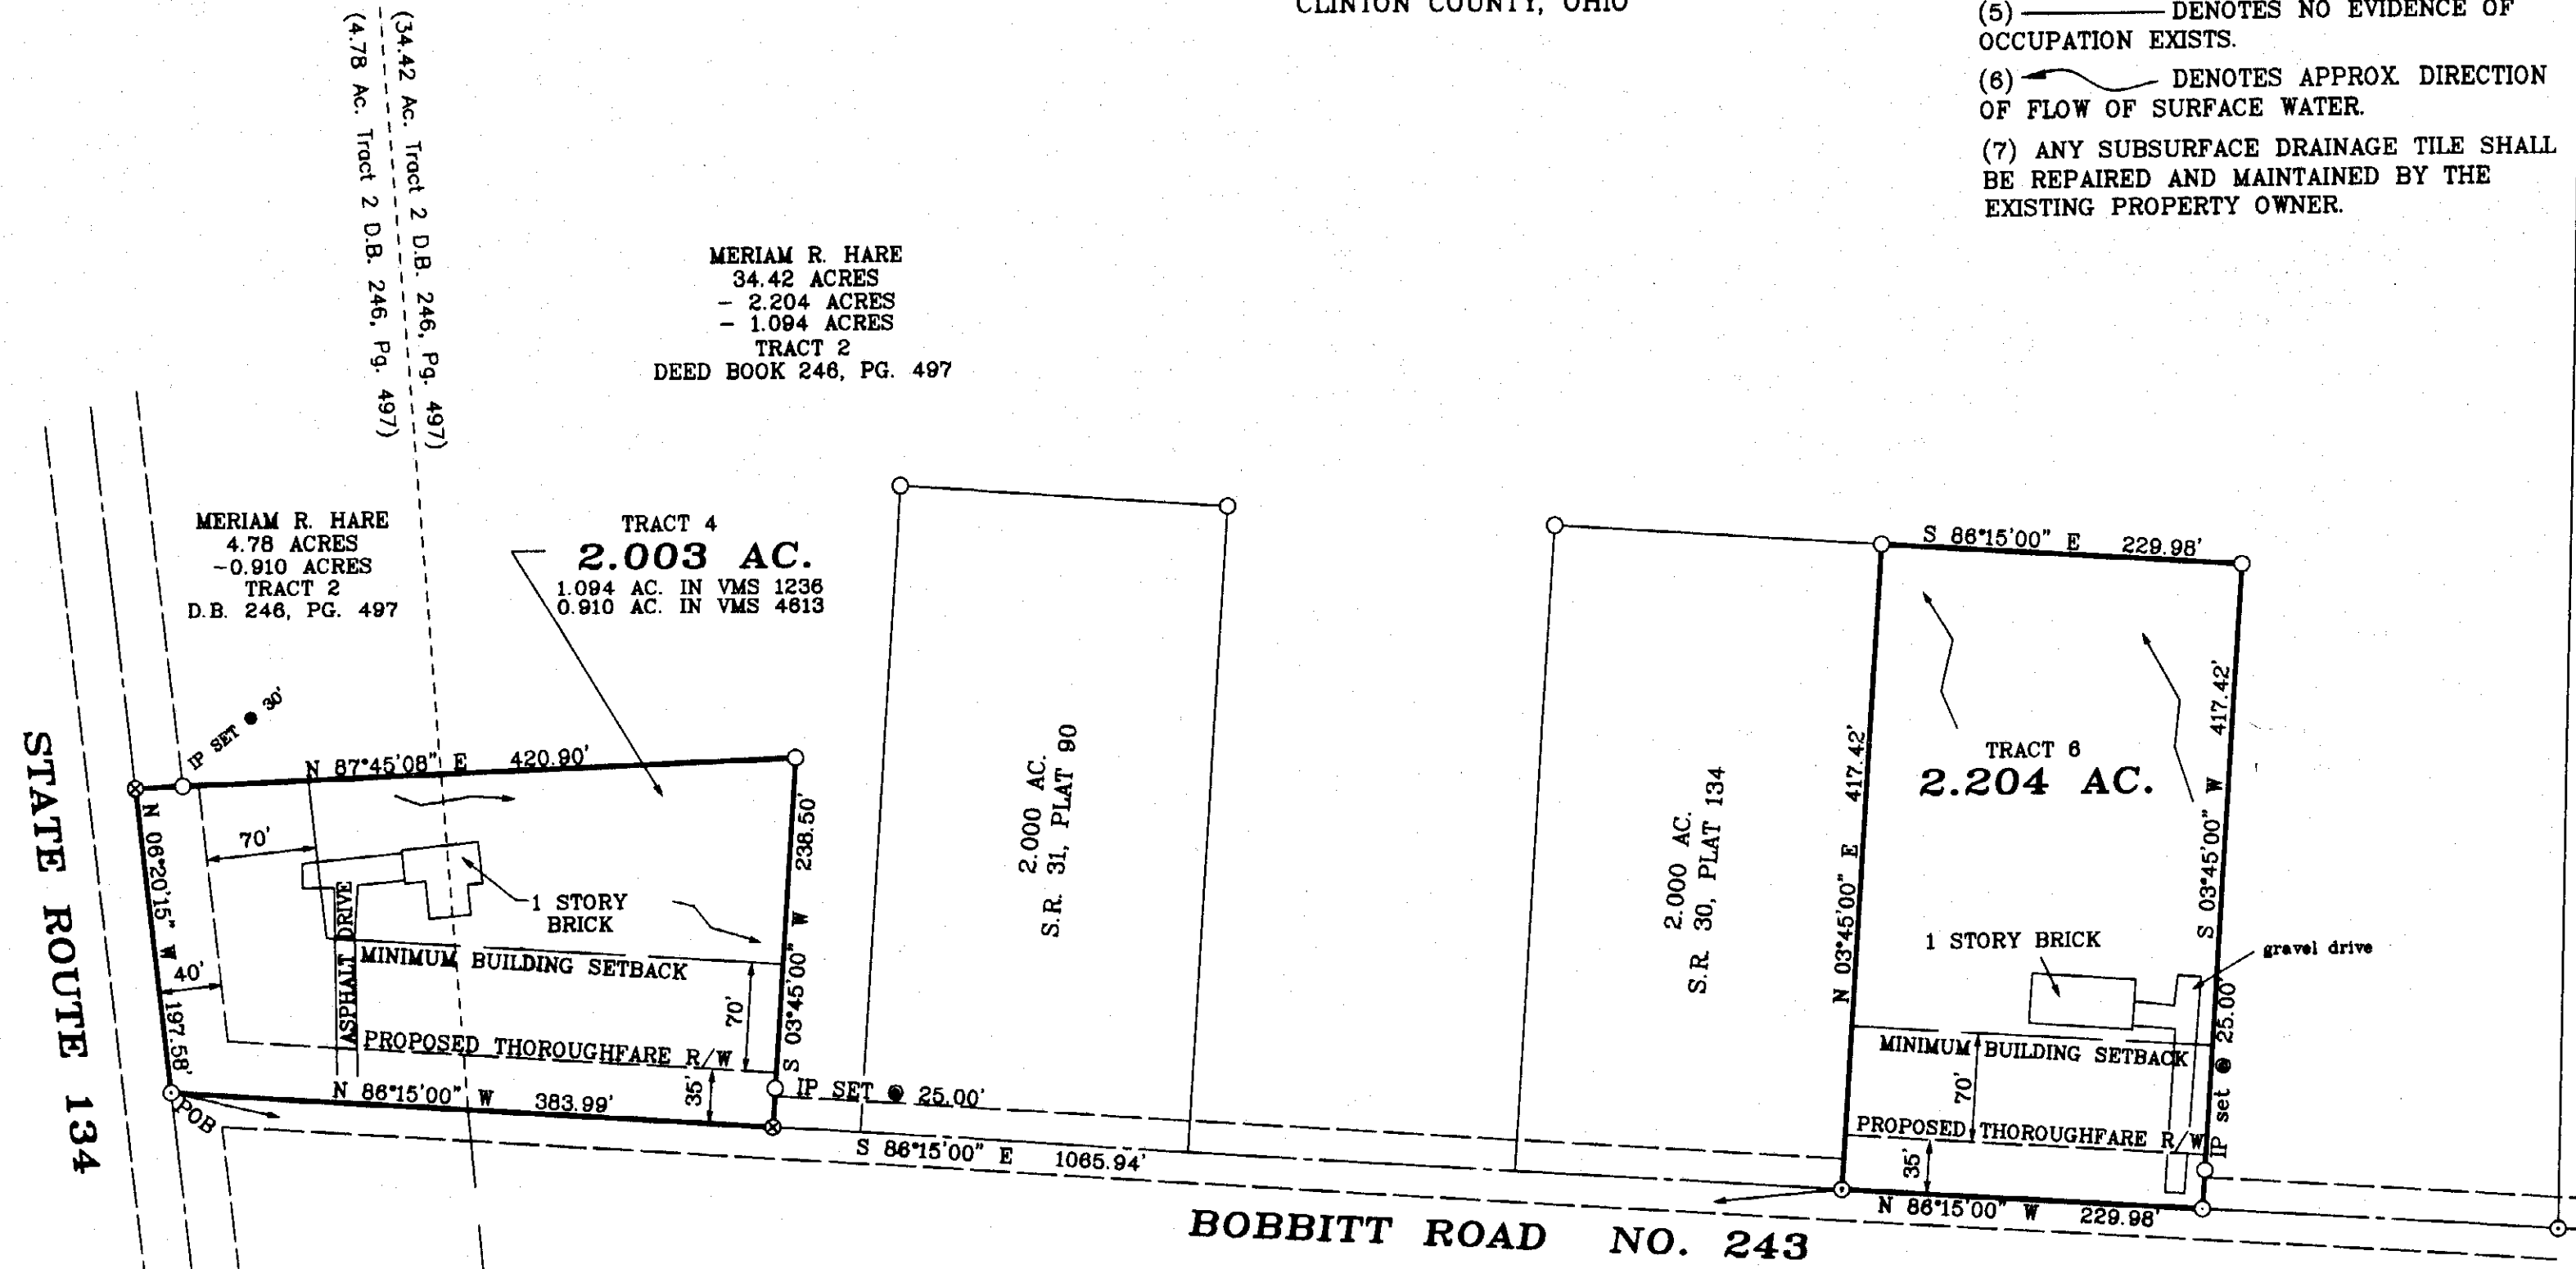 CLINTON COUNTY, OHIO
(5) ——— DENOTES NO EVIDENCE OF
OCCUPATION EXISTS.
(6) DENOTES APPROX. DIRECTION
OF FLOW OF SURFACE WATER.
(7) ANY SUBSURFACE DRAINAGE TILE SHALL
BE REPAIRED AND MAINTAINED BY THE
EXISTING PROPERTY OWNER.
(34.42 Ac. Tract 2 D.B. 246, Pg. 497)
(4.78 Ac. Tract 2 D.B. 246, Pg. 497)
MERIAM R. HARE
34.42 ACRES
- 2.204 ACRES
- 1.094 ACRES
TRACT 2
DEED BOOK 246, PG. 497
MERIAM R. HARE
4.78 ACRES
-0.910 ACRES
TRACT 2
D.B. 246, PG. 497
TRACT 4
2.003 AC.
1.094 AC. IN VMS 1236
0.910 AC. IN VMS 4613
IP SET @ 30'
N 87°45'08" E 420.90'
N 06°20'15" W 197.58'
70'
40'
1 STORY
BRICK
ASPHALT DRIVE
MINIMUM BUILDING SETBACK
70'
PROPOSED THOROUGHFARE R/W
35'
S 03°45'00" W 238.50'
IP SET @ 25.00'
N 86°15'00" W 383.99'
POB
STATE ROUTE 134
2.000 AC.
S.R. 31, PLAT 90
S 86°15'00" E 1065.94'
2.000 AC.
S.R. 30, PLAT 134
S 86°15'00" E 229.98'
N 03°45'00" E 417.42'
S 03°45'00" W 417.42'
TRACT 6
2.204 AC.
1 STORY BRICK
gravel drive
MINIMUM BUILDING SETBACK
70'
PROPOSED THOROUGHFARE R/W
35'
IP set @ 25.00'
N 86°15'00" W 229.98'
BOBBITT ROAD NO. 243